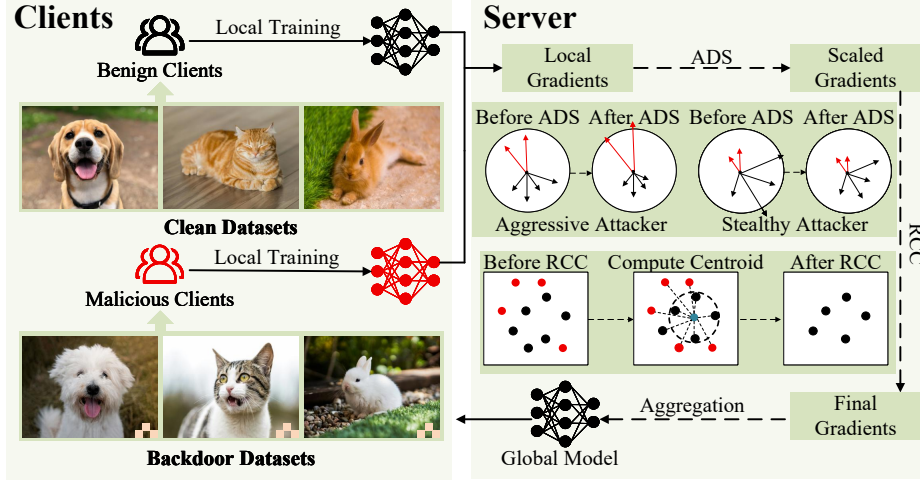 Clients
Local Training
Benign Clients
Clean Datasets
Local Training
Malicious Clients
Backdoor Datasets
Server
Local
Gradients
ADS
Scaled
Gradients
Before ADS
After ADS
Before ADS
After ADS
Aggressive Attacker
Stealthy Attacker
RCC
Before RCC
Compute Centroid
After RCC
Final
Gradients
Aggregation
Global Model